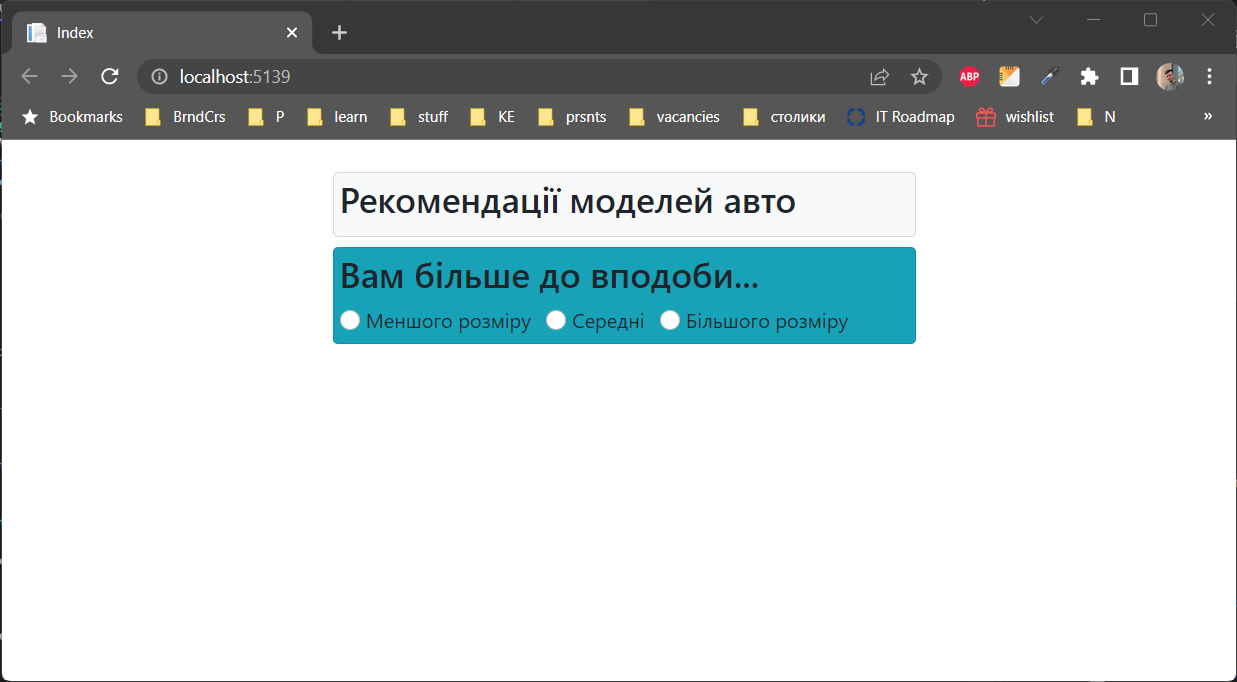 Index
localhost:5139
ABP
Bookmarks BrndCrs P learn stuff KE prsnts vacancies столики IT Roadmap wishlist N »
Рекомендації моделей авто
Вам більше до вподоби...
Меншого розміру Середні Більшого розміру